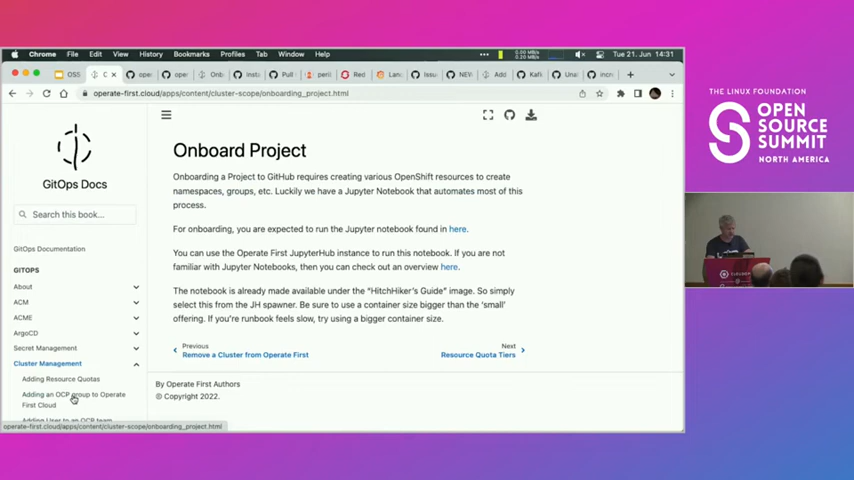 Chrome File Edit View History Bookmarks Profiles Tab Window Help
Tue 21. Jun 14:31
OSS
operate-first.cloud/apps/content/cluster-scope/onboarding_project.html
THE LINUX FOUNDATION
OPEN
SOURCE
SUMMIT
NORTH AMERICA
GitOps Docs
Search this book...
GitOps Documentation
GITOPS
About
ACM
ACME
ArgoCD
Secret Management
Cluster Management
Adding Resource Quotas
Adding an OCP group to Operate
First Cloud
Adding User to an OCP team
Onboard Project
Onboarding a Project to GitHub requires creating various OpenShift resources to create
namespaces, groups, etc. Luckily we have a Jupyter Notebook that automates most of this
process.
For onboarding, you are expected to run the Jupyter notebook found in here.
You can use the Operate First JupyterHub instance to run this notebook. If you are
not familiar with Jupyter Notebooks, then you can check out an overview here.
The notebook is already made available under the "HitchHiker's Guide" image. So simply
select this from the JH spawner. Be sure to use a container size bigger than the 'small'
offering. If you're runbook feels slow, try using a bigger container size.
Previous
Remove a Cluster from Operate First
Next
Resource Quota Tiers
By Operate First Authors
© Copyright 2022.
operate-first.cloud/apps/content/cluster-scope/onboarding_project.html